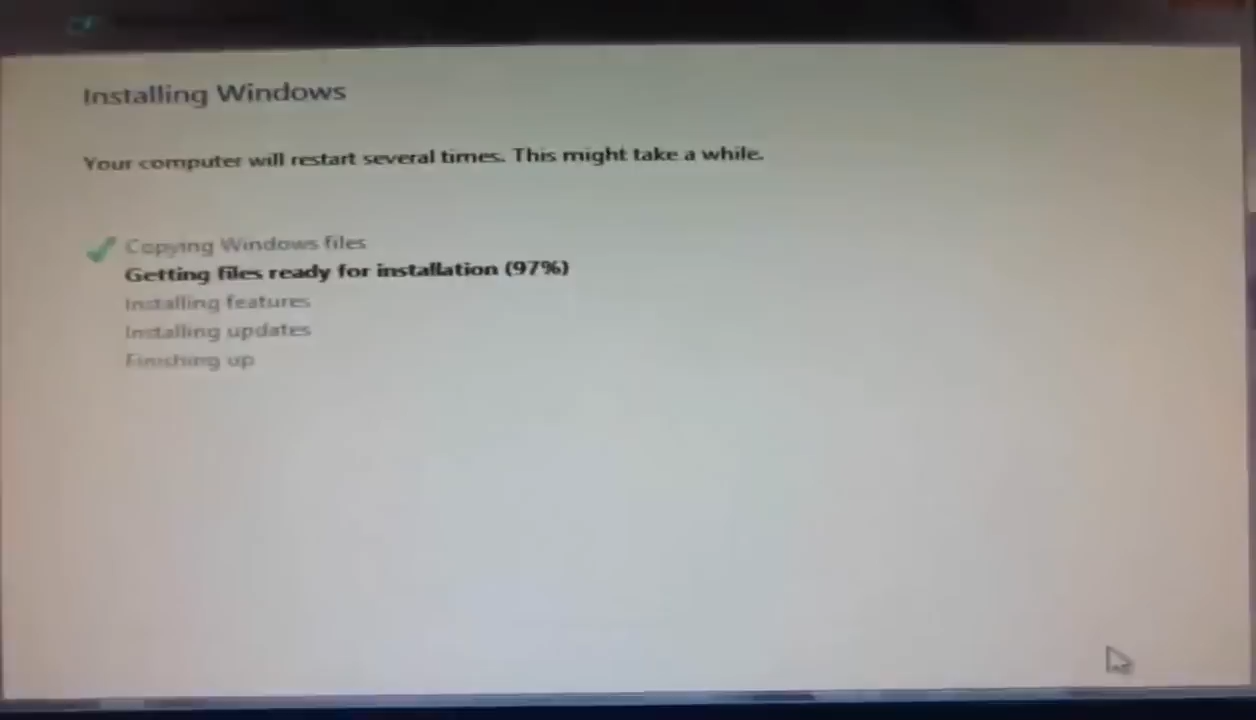 Installing Windows
Your computer will restart several times. This might take a while.
Copying Windows files
Getting files ready for installation (97%)
Installing features
Installing updates
Finishing up